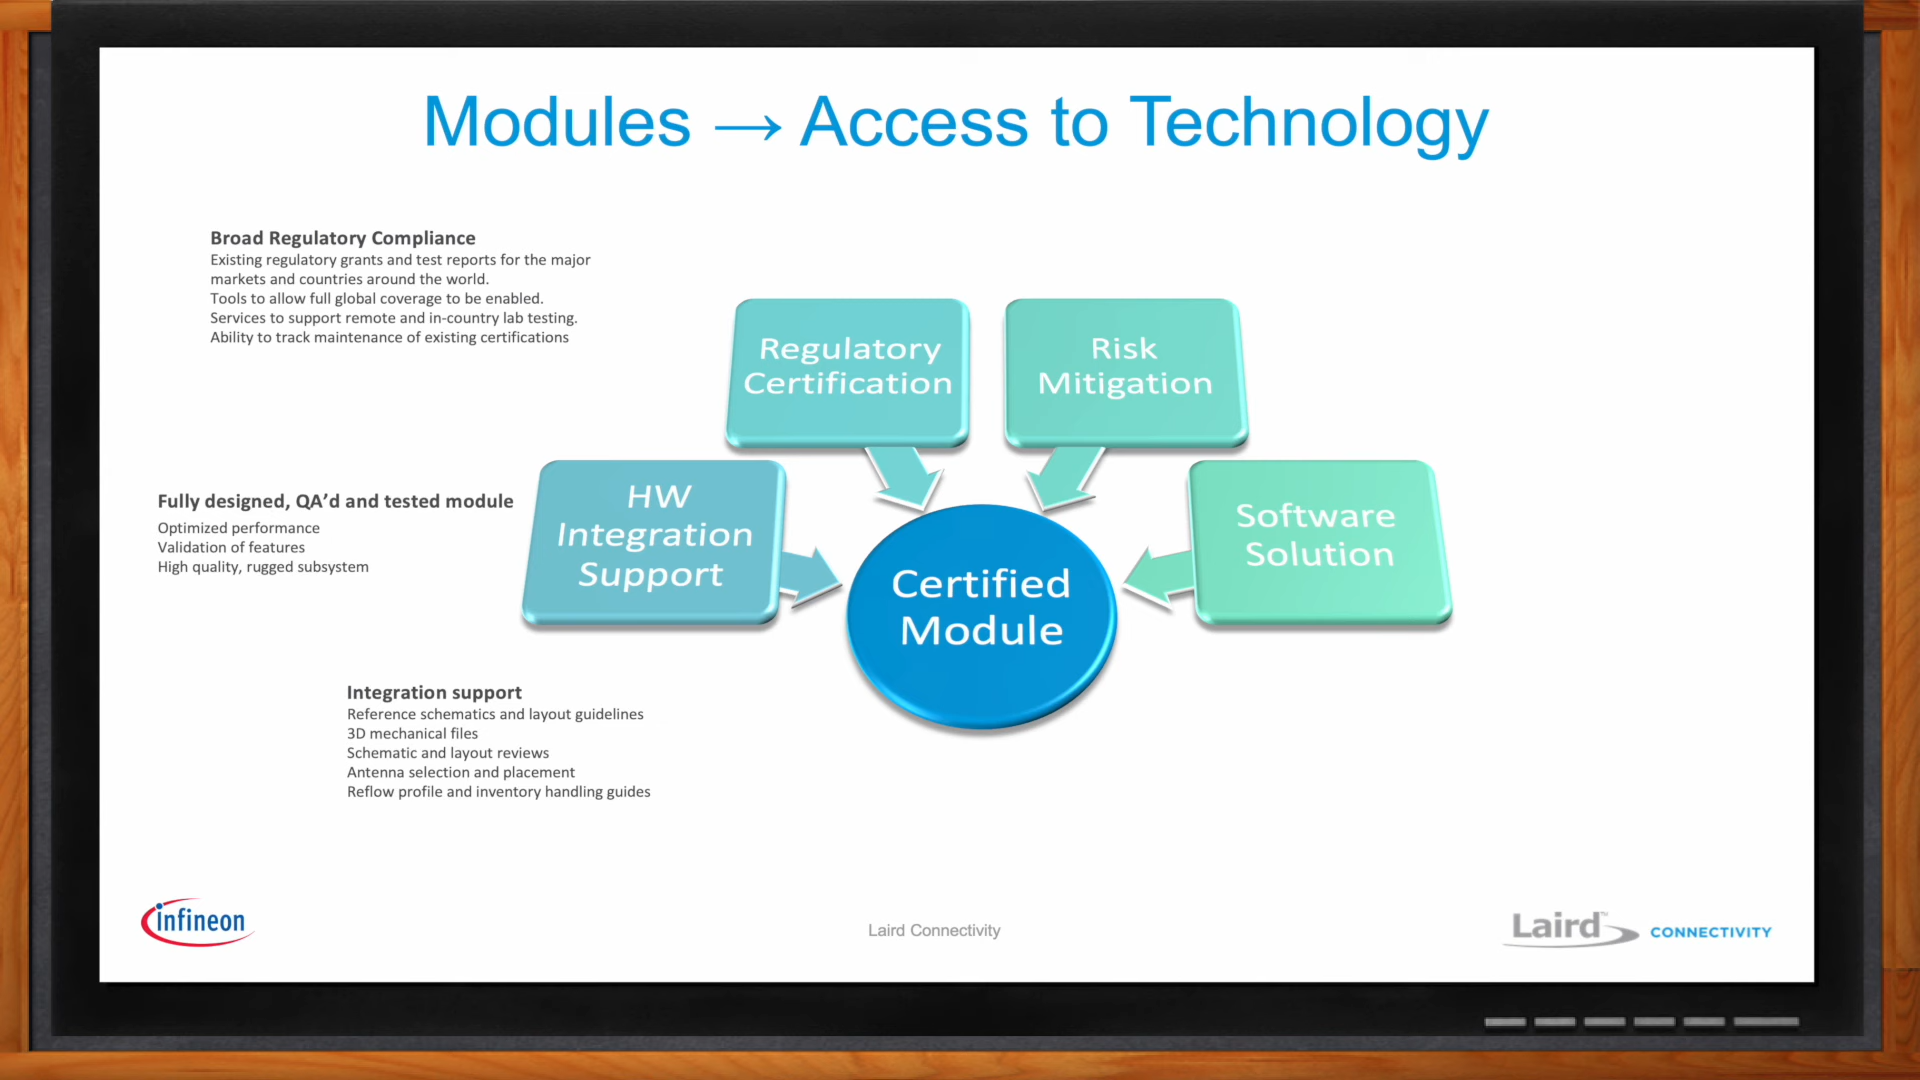 Modules → Access to Technology
Broad Regulatory Compliance
Existing regulatory grants and test reports for the major
markets and countries around the world.
Tools to allow full global coverage to be enabled.
Services to support remote and in-country lab testing.
Ability to track maintenance of existing certifications
Regulatory
Certification
Risk
Mitigation
Fully designed, QA’d and tested module
Optimized performance
Validation of features
High quality, rugged subsystem
HW
Integration
Support
Software
Solution
Certified
Module
Integration support
Reference schematics and layout guidelines
3D mechanical files
Schematic and layout reviews
Antenna selection and placement
Reflow profile and inventory handling guides
infineon
Laird Connectivity
Laird™ CONNECTIVITY